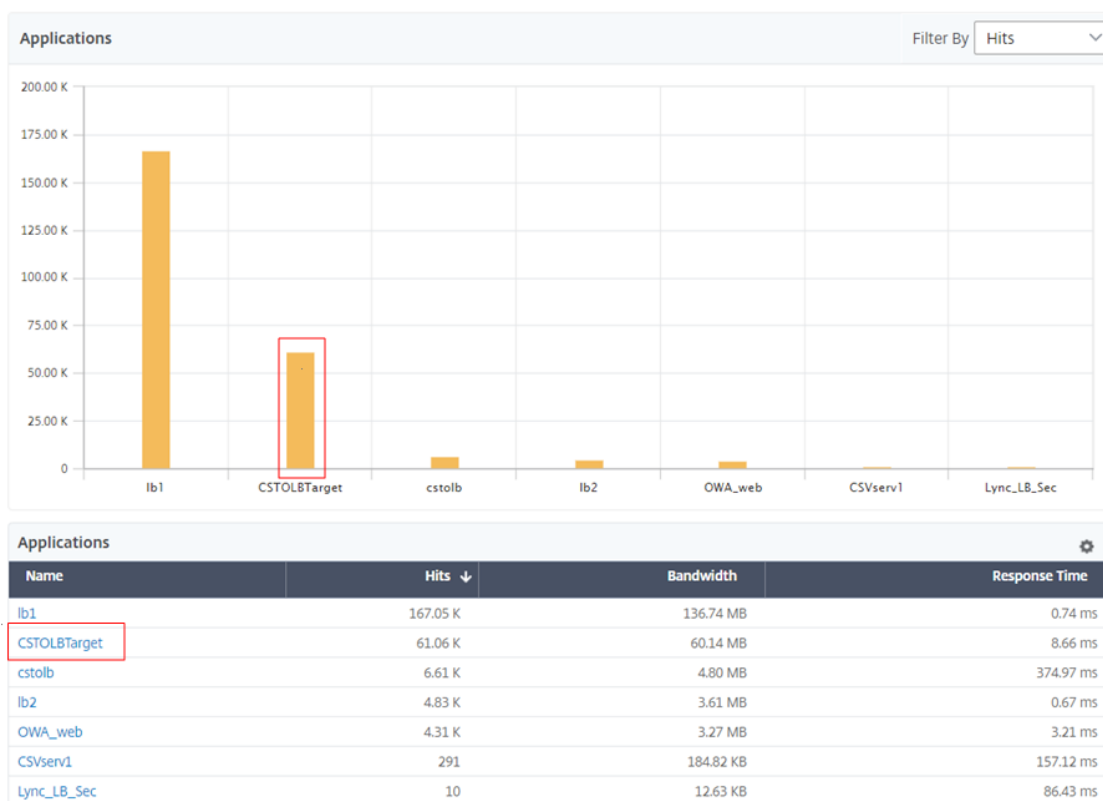 Applications Filter By Hits
200.00 K
175.00 K
150.00 K
125.00 K
100.00 K
75.00 K
50.00 K
25.00 K
0
lb1 CSTOLBTarget cstolb lb2 OWA_web CSVserv1 Lync_LB_Sec
Applications
Name Hits Bandwidth Response Time
lb1 167.05 K 136.74 MB 0.74 ms
CSTOLBTarget 61.06 K 60.14 MB 8.66 ms
cstolb 6.61 K 4.80 MB 374.97 ms
lb2 4.83 K 3.61 MB 0.67 ms
OWA_web 4.31 K 3.27 MB 3.21 ms
CSVserv1 291 184.82 KB 157.12 ms
Lync_LB_Sec 10 12.63 KB 86.43 ms